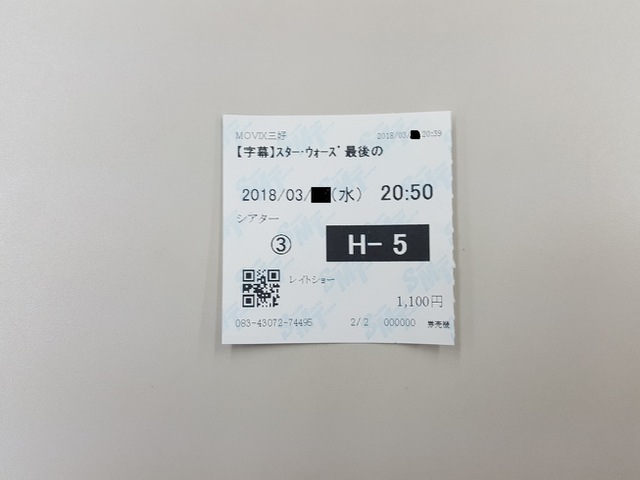 MOVIX三好 2018/03/ 20:39
【字幕】ｽﾀｰ･ｳｫｰｽﾞ 最後の
2018/03/ (水) 20:50
シアター
③ H- 5
ﾚｲﾄｼｮｰ
1,100円
083-43072-74495 2/2 000000 券売機